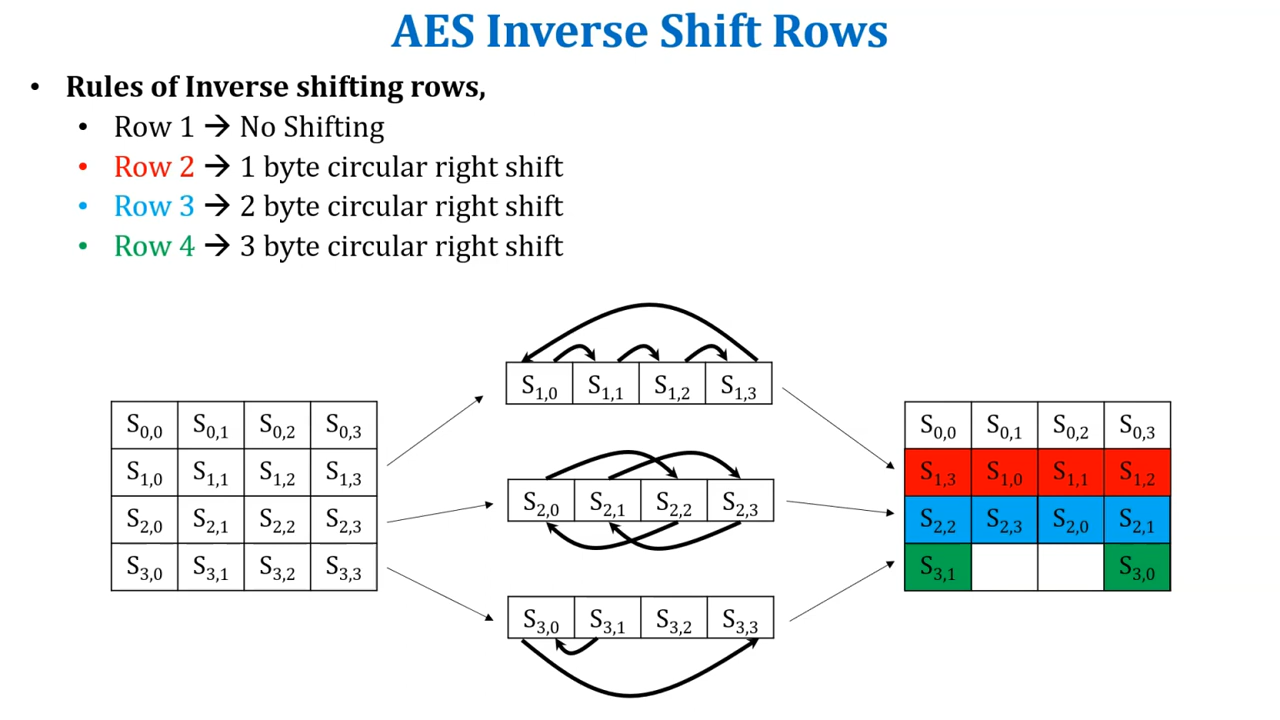 AES Inverse Shift Rows
• Rules of Inverse shifting rows,
• Row 1 → No Shifting
• Row 2 → 1 byte circular right shift
• Row 3 → 2 byte circular right shift
• Row 4 → 3 byte circular right shift
S0,0 S0,1 S0,2 S0,3
S1,0 S1,1 S1,2 S1,3
S2,0 S2,1 S2,2 S2,3
S3,0 S3,1 S3,2 S3,3
S1,0 S1,1 S1,2 S1,3
S2,0 S2,1 S2,2 S2,3
S3,0 S3,1 S3,2 S3,3
S0,0 S0,1 S0,2 S0,3
S1,3 S1,0 S1,1 S1,2
S2,2 S2,3 S2,0 S2,1
S3,1 S3,0